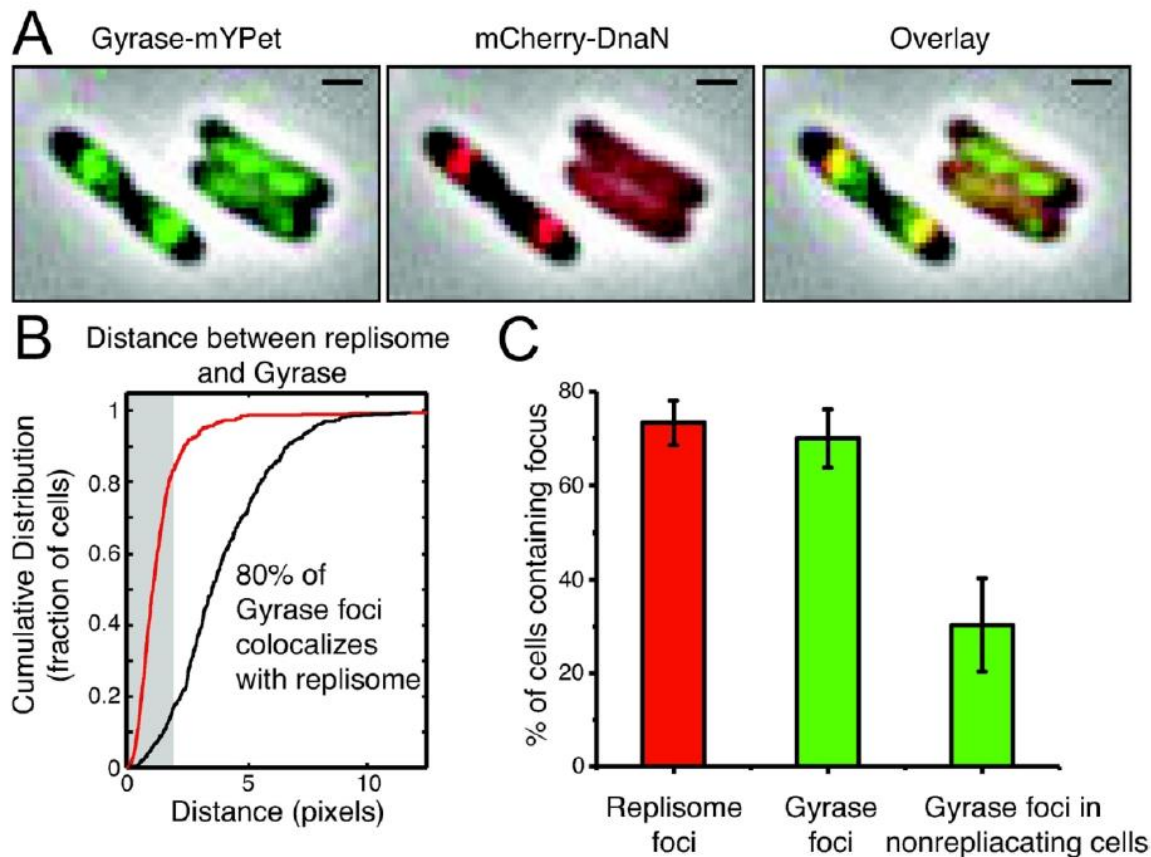 A
Gyrase-mYPet
mCherry-DnaN
Overlay
B
Distance between replisome
and Gyrase
Cumulative Distribution
(fraction of cells)
1
0.8
0.6
0.4
0.2
0
0
5
10
80% of
Gyrase foci
colocalizes
with replisome
Distance (pixels)
C
% of cells containing focus
80
60
40
20
0
Replisome
foci
Gyrase
foci
Gyrase foci in
nonrepliacating cells